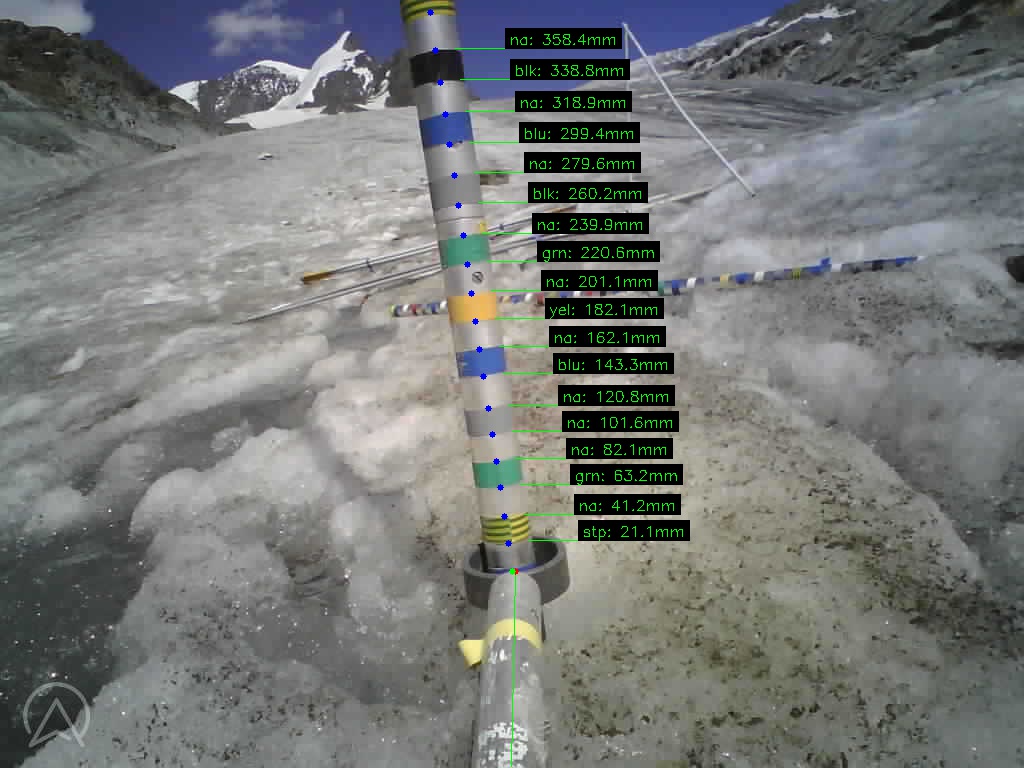 na: 358.4mm
blk: 338.8mm
na: 318.9mm
blu: 299.4mm
na: 279.6mm
blk: 260.2mm
na: 239.9mm
grn: 220.6mm
na: 201.1mm
yel: 182.1mm
na: 162.1mm
blu: 143.3mm
na: 120.8mm
na: 101.6mm
na: 82.1mm
grn: 63.2mm
na: 41.2mm
stp: 21.1mm